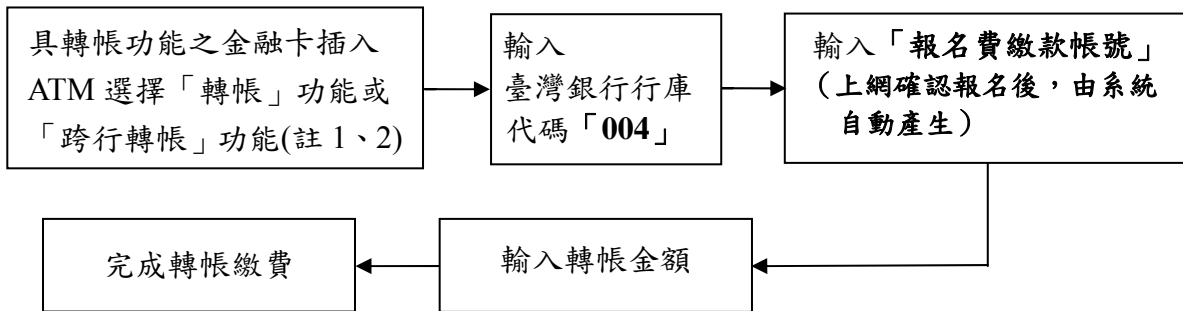 具轉帳功能之金融卡插入
ATM 選擇「轉帳」功能或
「跨行轉帳」功能(註 1、2)
輸入
臺灣銀行行庫
代碼「004」
輸入「報名費繳款帳號」
（上網確認報名後，由系統
自動產生）
輸入轉帳金額
完成轉帳繳費